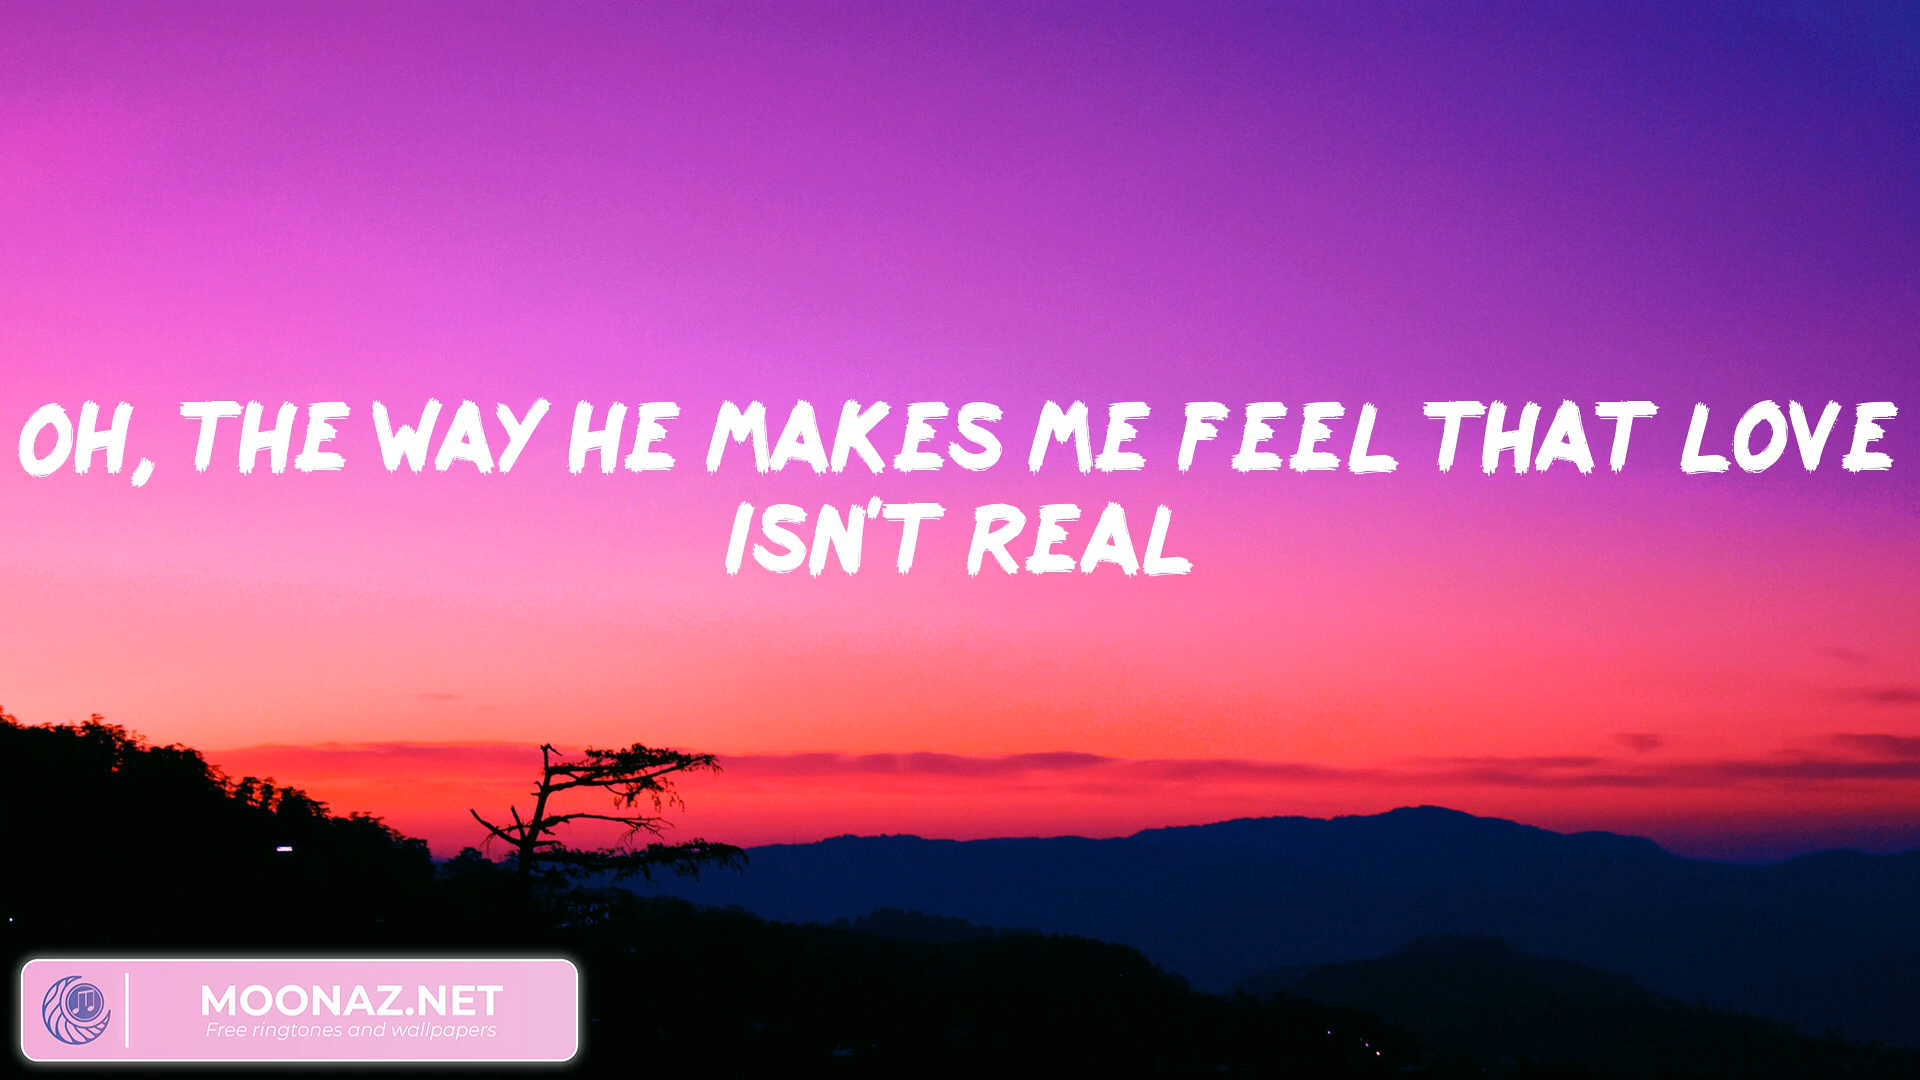 OH, THE WAY HE MAKES ME FEEL THAT LOVE
ISN'T REAL
MOONAZ.NET
Free ringtones and wallpapers